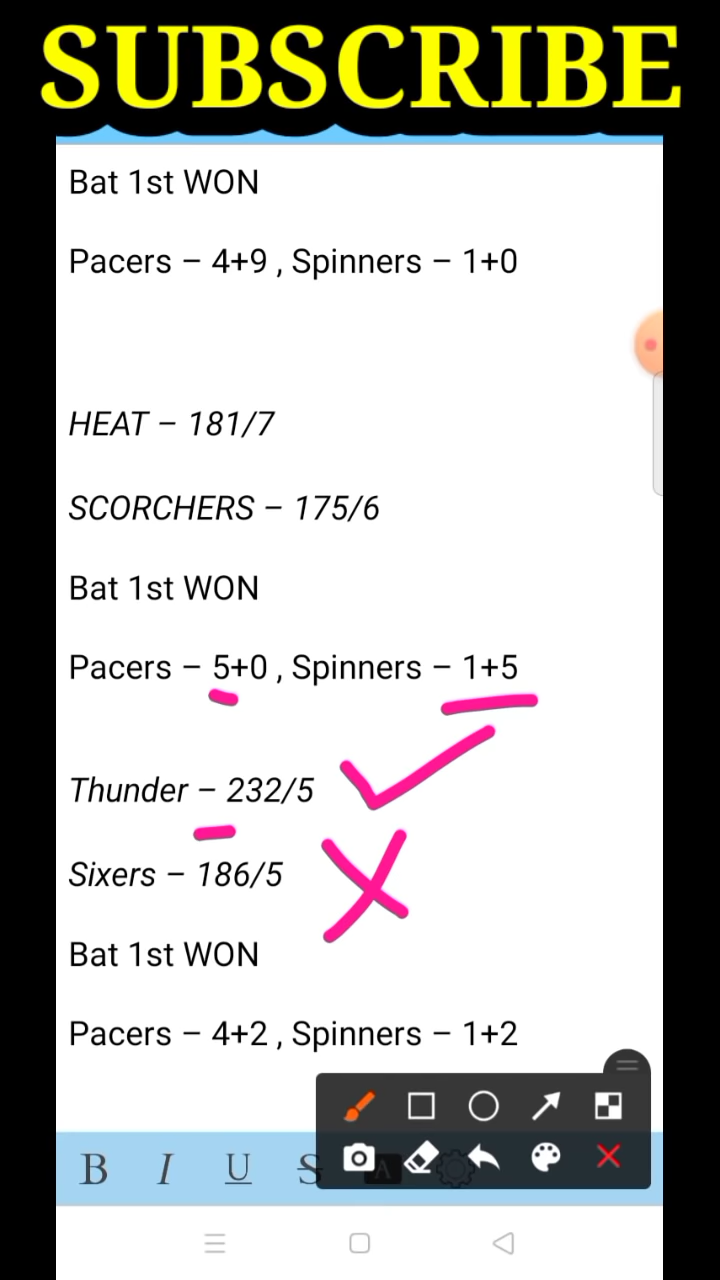 SUBSCRIBE
Bat 1st WON
Pacers – 4+9 , Spinners – 1+0
HEAT – 181/7
SCORCHERS – 175/6
Bat 1st WON
Pacers – 5+0 , Spinners – 1+5
Thunder – 232/5
Sixers – 186/5
Bat 1st WON
Pacers – 4+2 , Spinners – 1+2
B I U S A